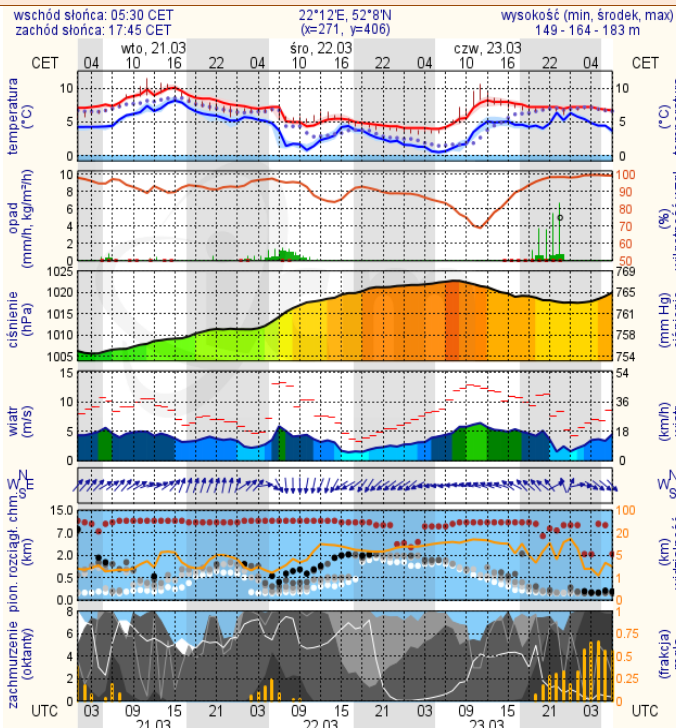 wschód słońca: 05:30 CET 22°12'E, 52°8'N wysokość (min, środek, max)
zachód słońca: 17:45 CET (x=271, y=406) 149 - 164 - 183 m
wto, 21.03 śro, 22.03 czw, 23.03
CET 04 10 16 22 04 10 16 22 04 10 16 22 04 CET
temperatura (°C)
10
5
0
10
5
0
(°C)
opad (mm/h, kg/m²/h)
10
8
6
4
2
0
100
90
80
70
60
50
(%)
ciśnienie (hPa)
1025
1020
1015
1010
1005
769
765
761
758
754
(mm Hg)
wiatr (m/s)
15
10
5
0
54
36
18
0
(km/h)
N
W E
S
N
W
S
pion. rozciągł. chm. (km)
15.0
7.0
2.0
0.5
0.0
100
20
5
1
0
(km)
zachmurzenie (oktanty)
8
6
4
2
0
1
0.75
0.5
0.25
0
(frakcja)
UTC 03 09 15 21 03 09 15 21 03 09 15 21 03 UTC
21.03 22.03 23.03